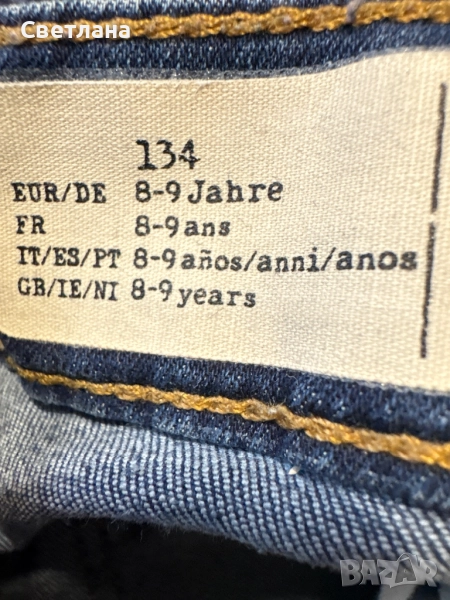 Светлана
134
EUR/DE 8-9 Jahre
FR 8-9 ans
IT/ES/PT 8-9 años/anni/anos
GB/IE/NI 8-9 years
BAZAR